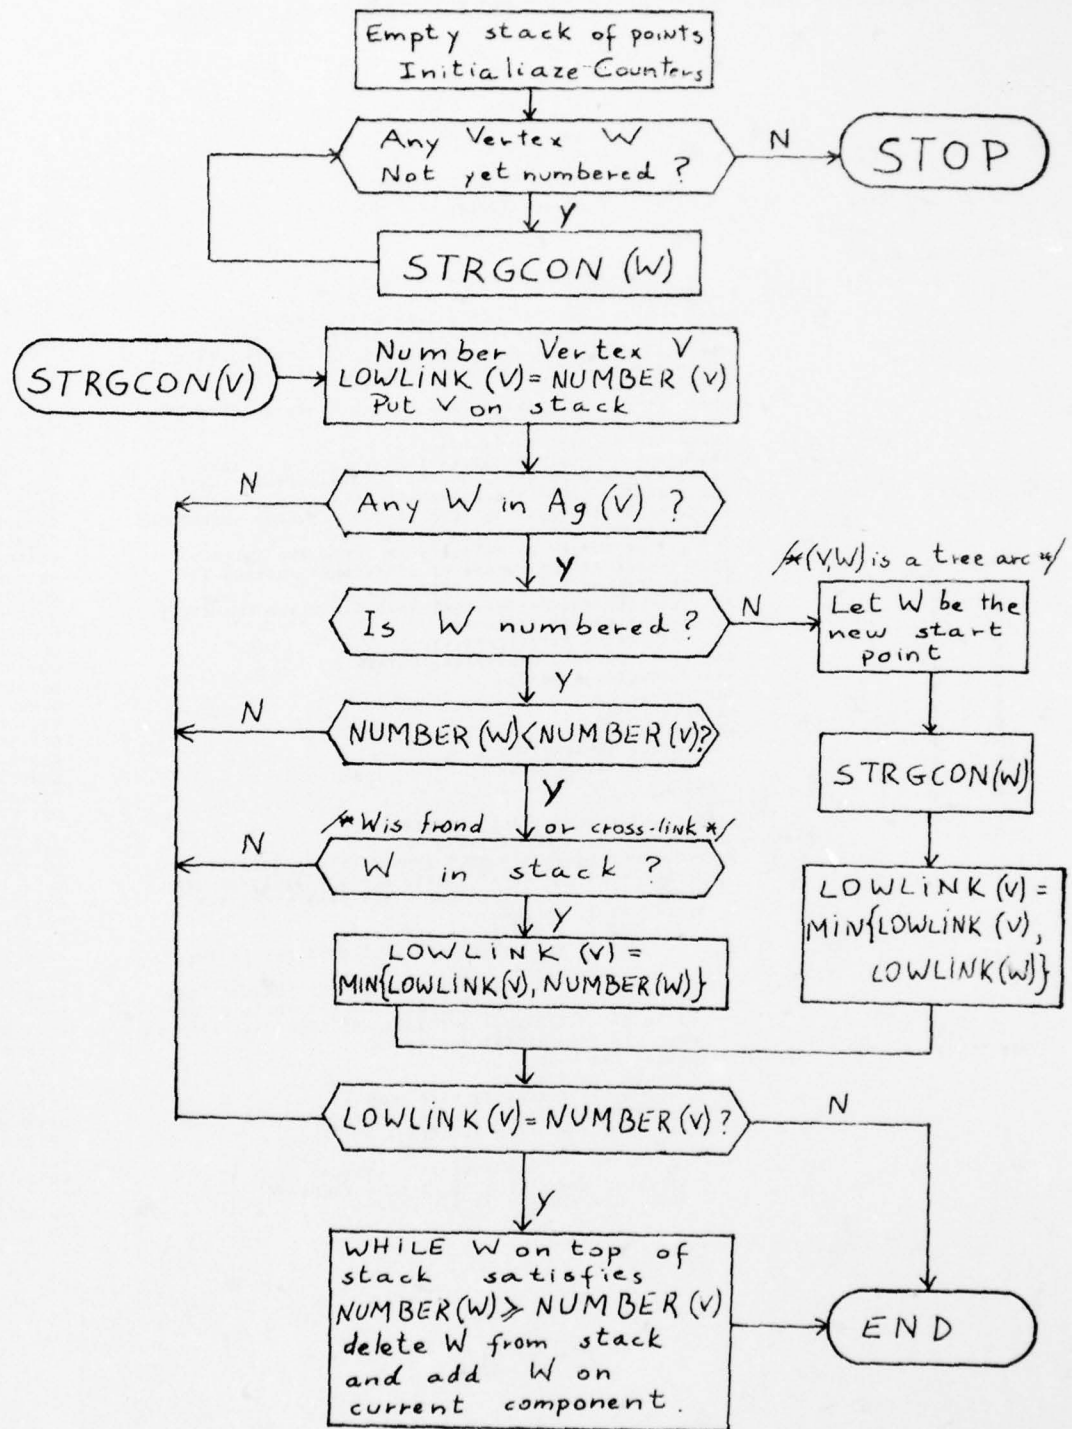 Empty stack of points
Initialiaze Counters
Any Vertex W
Not yet numbered ?
N
STOP
Y
STRGCON (W)
STRGCON(V)
Number Vertex V
LOWLINK (V) = NUMBER (V)
Put V on stack
N
Any W in Ag (V) ?
Y
/*(V,W) is a tree arc */
Is W numbered ?
N
Let W be the
new start
point
Y
N
NUMBER (W) < NUMBER (V)?
STRGCON(W)
Y
/* W is frond or cross-link */
N
W in stack ?
LOWLINK (V) =
MIN{LOWLINK (V),
LOWLINK(W)}
Y
LOWLINK (V) =
MIN{LOWLINK(V), NUMBER(W)}
LOWLINK (V) = NUMBER (V) ?
N
Y
WHILE W on top of
stack satisfies
NUMBER(W) ⩾ NUMBER (V)
delete W from stack
and add W on
current component.
END